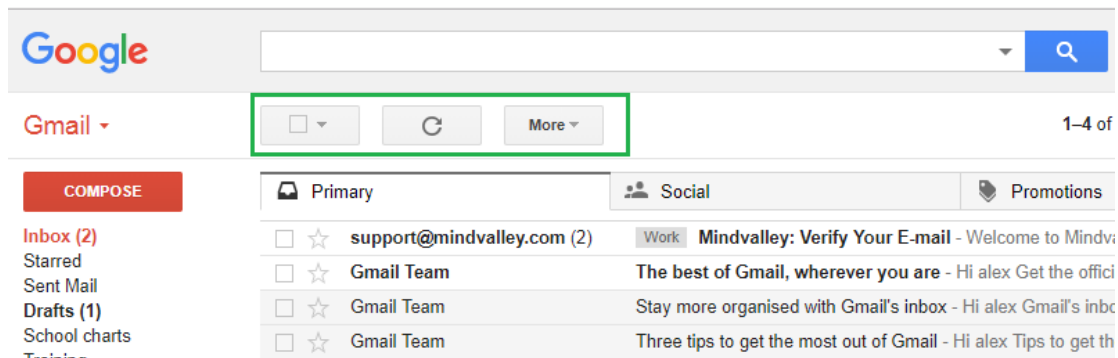 Google
Gmail
More
1–4 of
COMPOSE
Primary
Social
Promotions
Inbox (2)
Starred
Sent Mail
Drafts (1)
School charts
support@mindvalley.com (2) Work Mindvalley: Verify Your E-mail - Welcome to Mindva
Gmail Team The best of Gmail, wherever you are - Hi alex Get the offici
Gmail Team Stay more organised with Gmail's inbox - Hi alex Gmail's inbo
Gmail Team Three tips to get the most out of Gmail - Hi alex Tips to get th